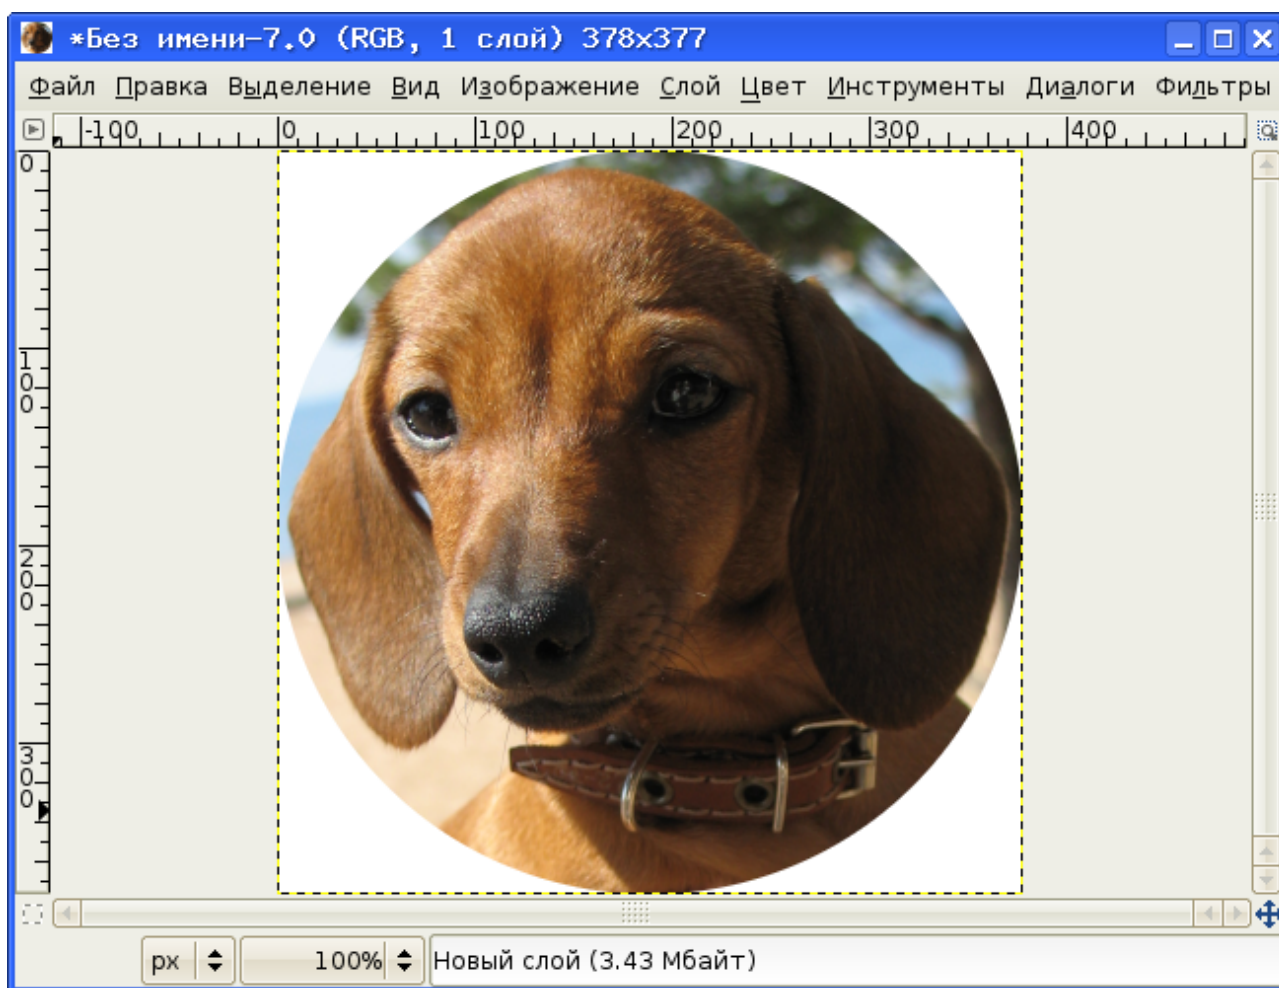 *Без имени-7.0 (RGB, 1 слой) 378x377
Файл Правка Выделение Вид Изображение Слой Цвет Инструменты Диалоги Фильтры
-100 0 100 200 300 400
0
100
200
300
px 100% Новый слой (3.43 Мбайт)